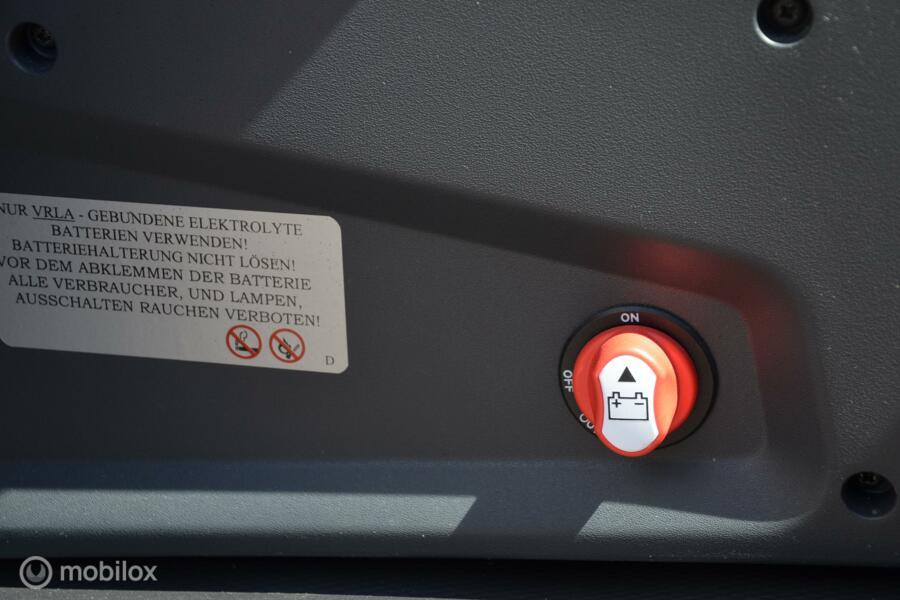 NUR VRLA - GEBUNDENE ELEKTROLYTE
BATTERIEN VERWENDEN!
BATTERIEHALTERUNG NICHT LÖSEN!
VOR DEM ABKLEMMEN DER BATTERIE
ALLE VERBRAUCHER, UND LAMPEN,
AUSSCHALTEN RAUCHEN VERBOTEN!
D
ON
OFF
+ -
mobilox